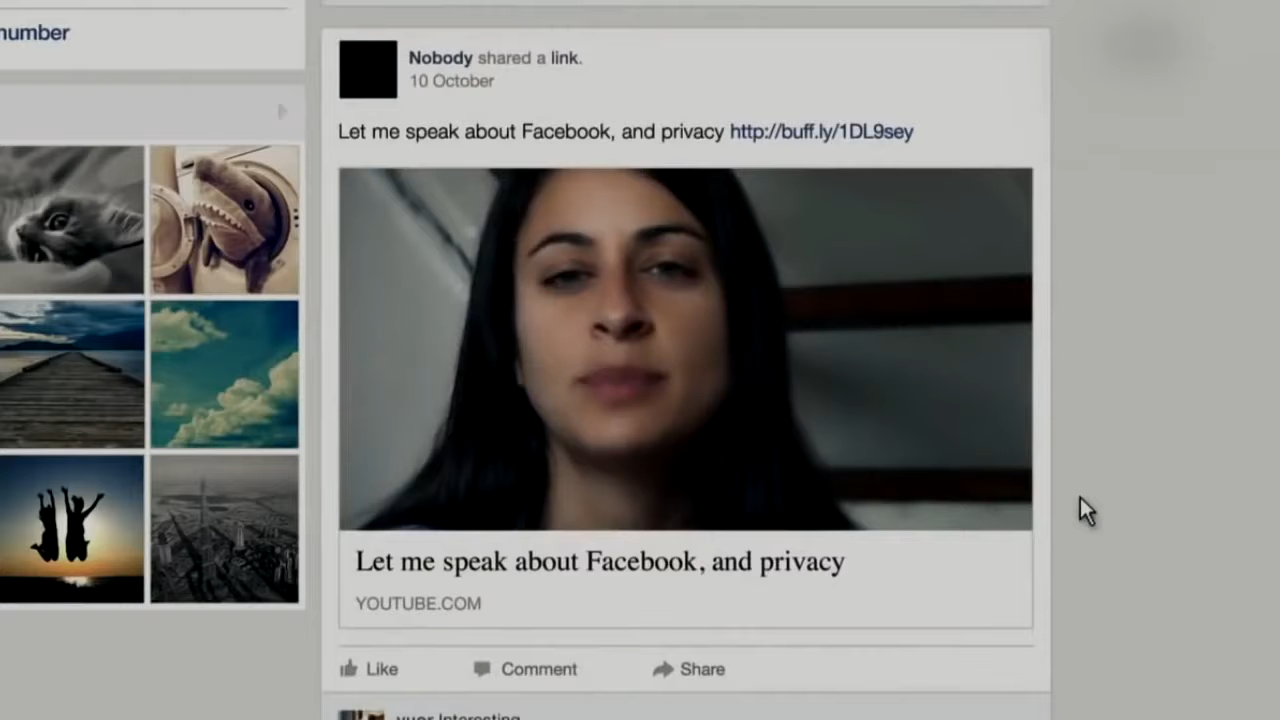 number
Nobody shared a link.
10 October
Let me speak about Facebook, and privacy http://buff.ly/1DL9sey
Let me speak about Facebook, and privacy
YOUTUBE.COM
Like Comment Share
Interesting